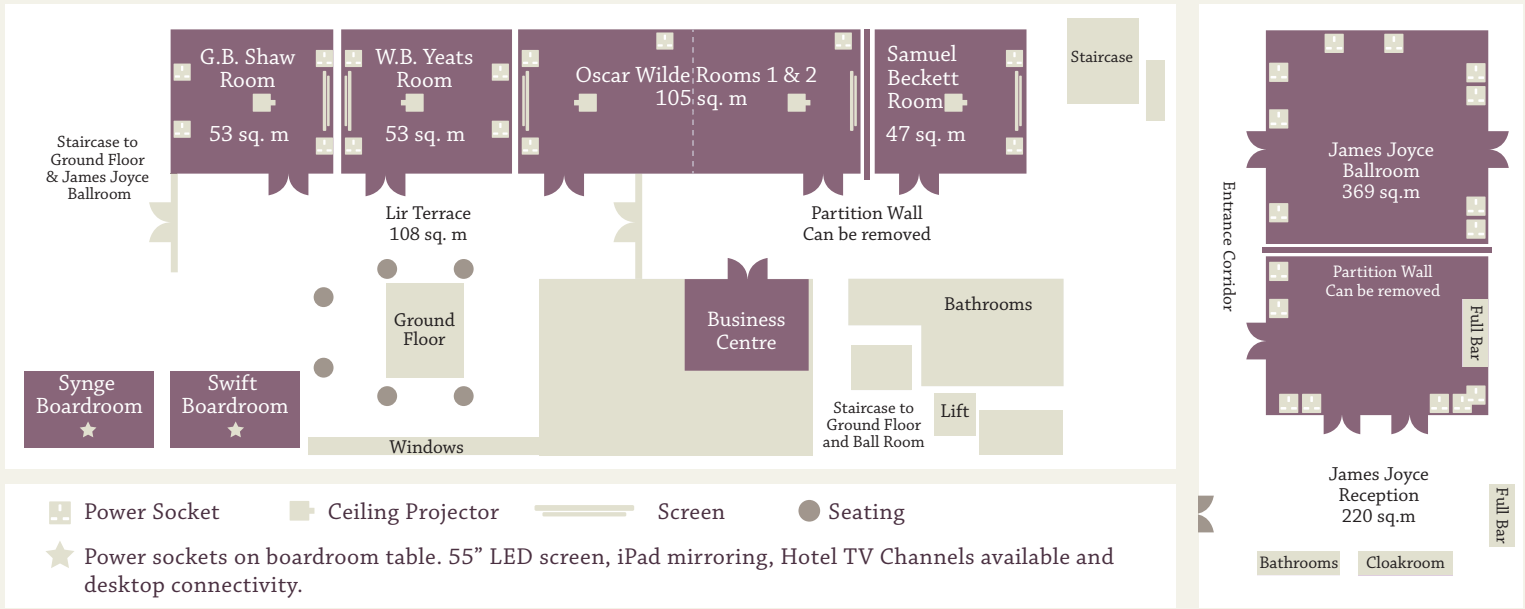 G.B. Shaw
Room
53 sq. m
W.B. Yeats
Room
53 sq. m
Oscar Wilde Rooms 1 & 2
105 sq. m
Samuel
Beckett
Room
47 sq. m
Staircase
Staircase to
Ground Floor
& James Joyce
Ballroom
Lir Terrace
108 sq. m
Partition Wall
Can be removed
Ground
Floor
Business
Centre
Bathrooms
Synge
Boardroom
Swift
Boardroom
Windows
Staircase to
Ground Floor
and Ball Room
Lift
Power Socket
Ceiling Projector
Screen
Seating
Power sockets on boardroom table. 55” LED screen, iPad mirroring, Hotel TV Channels available and
desktop connectivity.
James Joyce
Ballroom
369 sq.m
Entrance Corridor
Partition Wall
Can be removed
Full Bar
James Joyce
Reception
220 sq.m
Full Bar
Bathrooms
Cloakroom